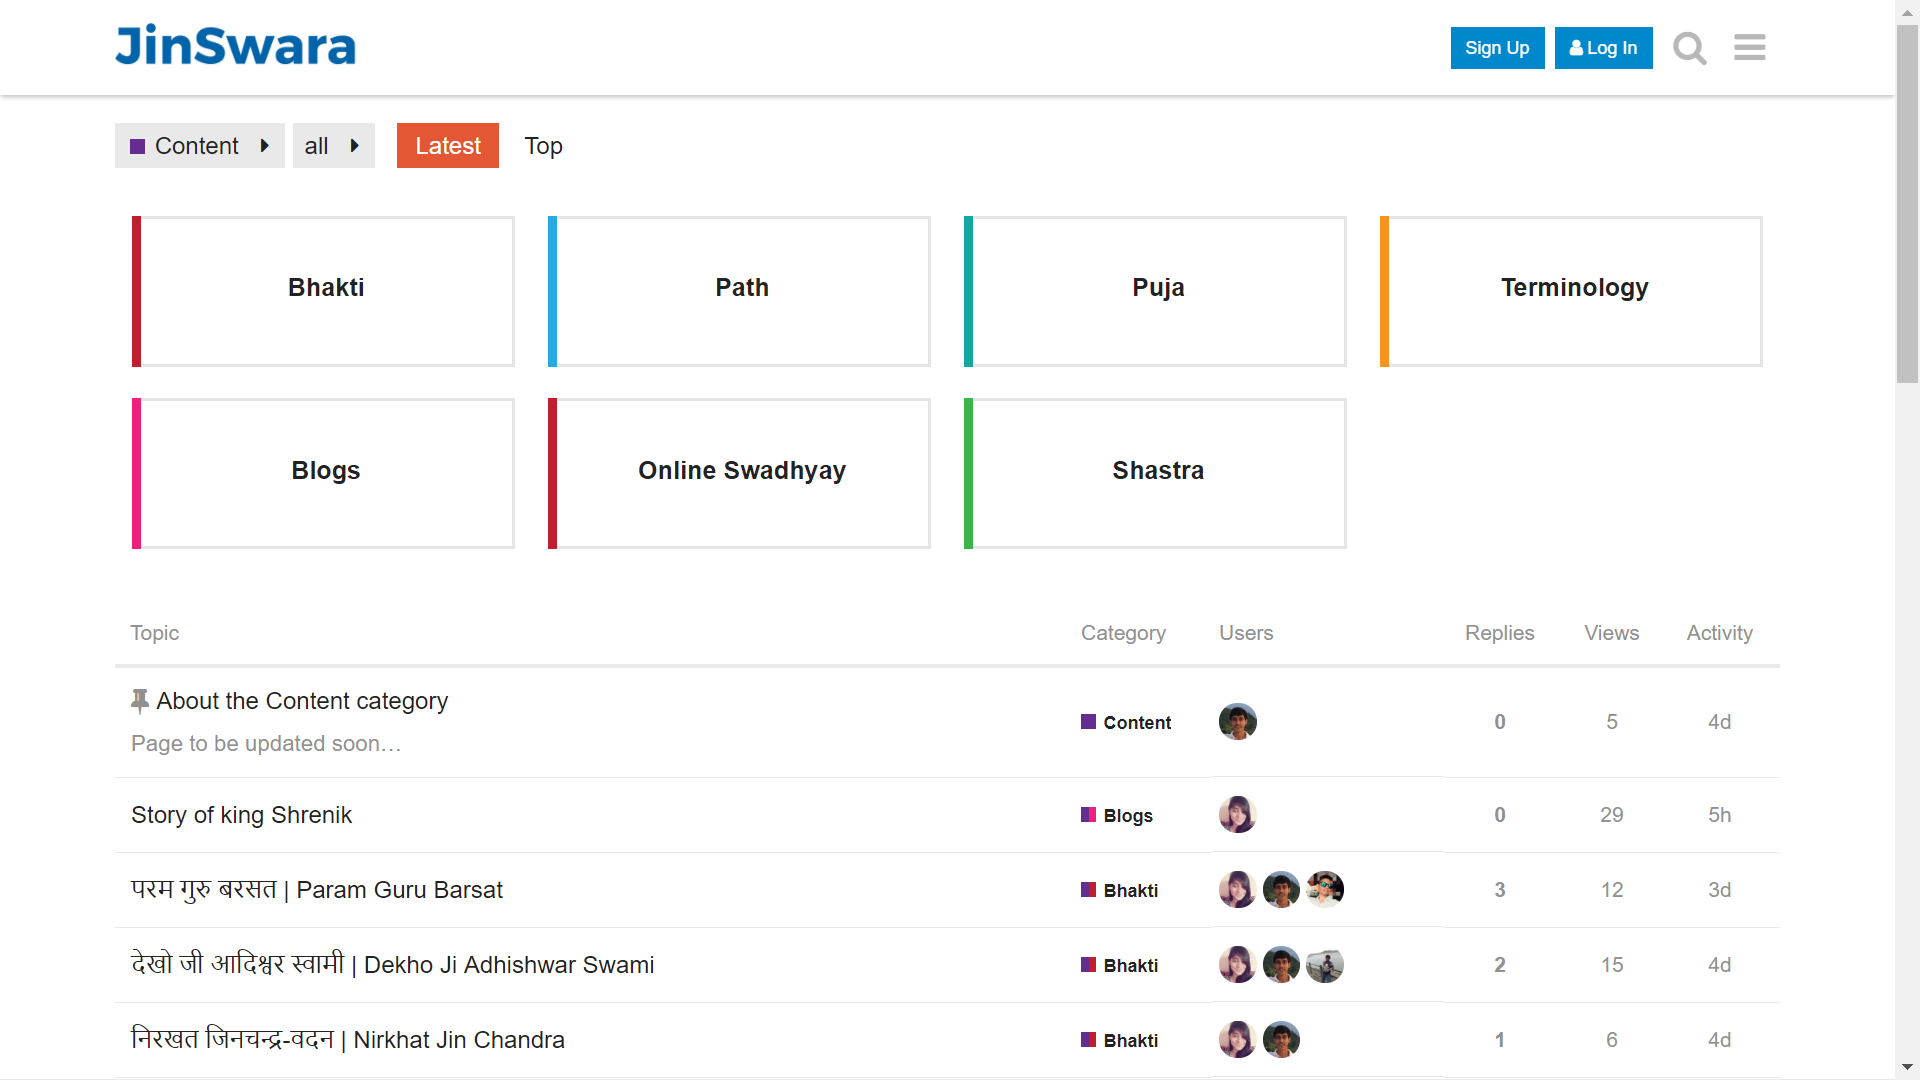 JinSwara
Sign Up
Log In
Content
all
Latest
Top
Bhakti
Path
Puja
Terminology
Blogs
Online Swadhyay
Shastra
Topic Category Users Replies Views Activity
About the Content category
Page to be updated soon…
Content 0 5 4d
Story of king Shrenik Blogs 0 29 5h
परम गुरु बरसत | Param Guru Barsat Bhakti 3 12 3d
देखो जी आदिश्वर स्वामी | Dekho Ji Adhishwar Swami Bhakti 2 15 4d
निरखत जिनचन्द्र-वदन | Nirkhat Jin Chandra Bhakti 1 6 4d